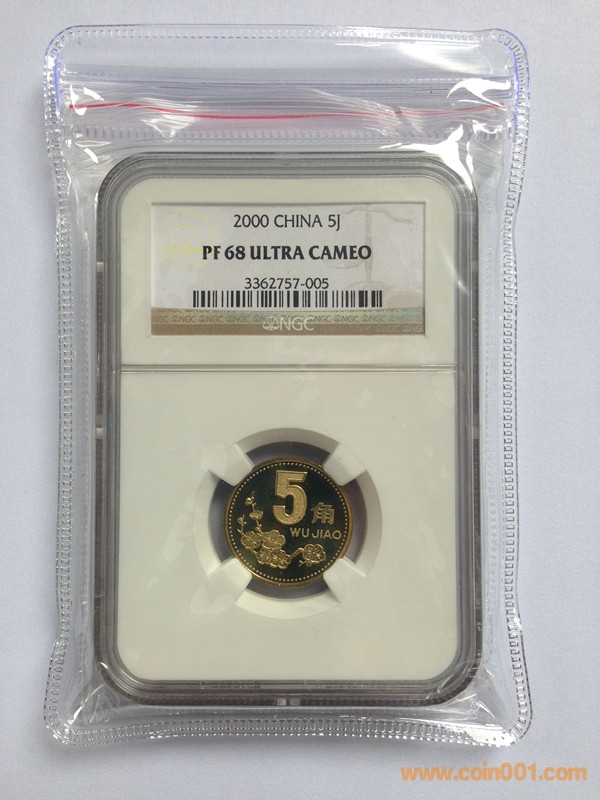 2000 CHINA 5J
PF 68 ULTRA CAMEO
3362757-005
NGC
5角
WU JIAO
www.coin001.com